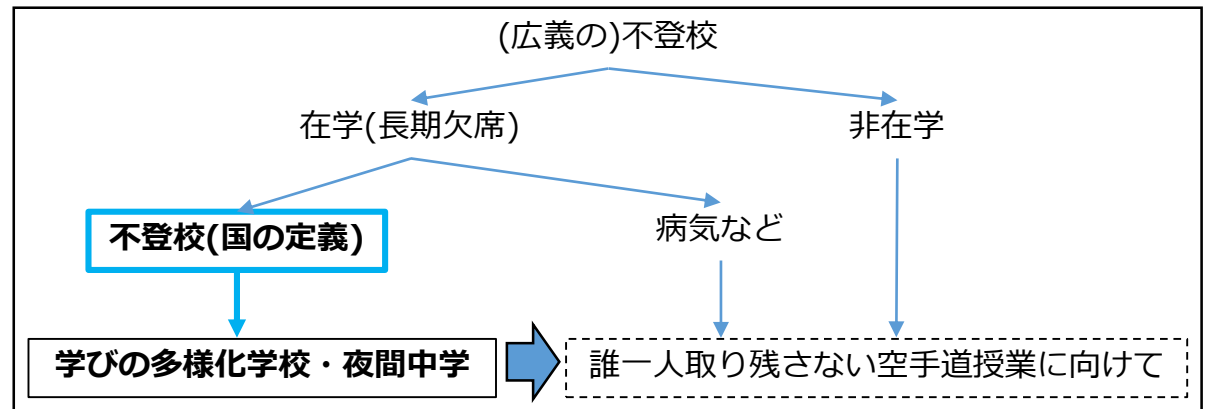 (広義の)不登校
在学(長期欠席)
非在学
不登校(国の定義)
病気など
学びの多様化学校・夜間中学
誰一人取り残さない空手道授業に向けて